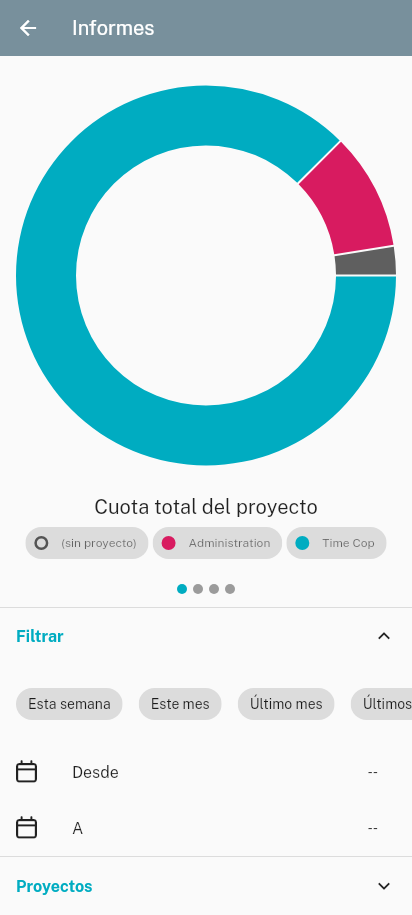 Informes
Cuota total del proyecto
(sin proyecto) Administration Time Cop
Filtrar
Esta semana Este mes Último mes Últimos
Desde --
A --
Proyectos